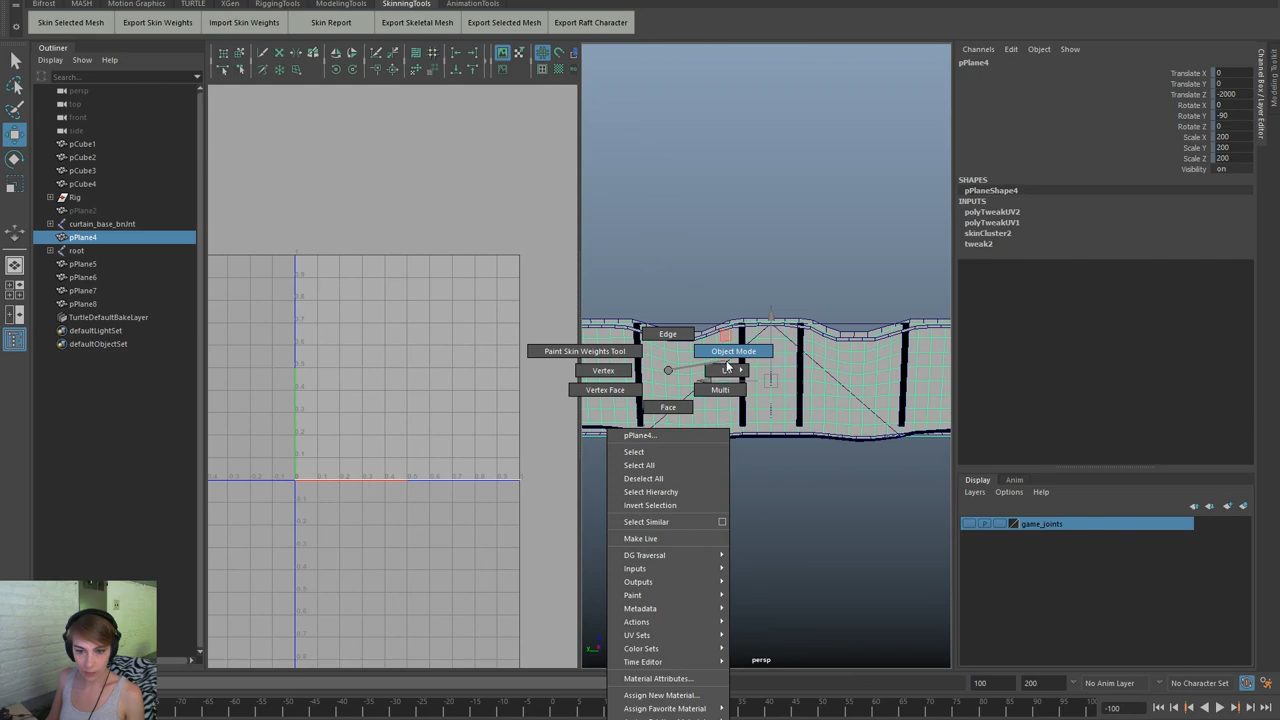 Bifrost MASH Motion Graphics TURTLE XGen RiggingTools ModelingTools SkinningTools AnimationTools
Skin Selected Mesh Export Skin Weights Import Skin Weights Skin Report Export Skeletal Mesh Export Selected Mesh Export Raft Character
Outliner
Display Show Help
Search...
persp
top
front
side
pCube1
pCube2
pCube3
pCube4
Rig
pPlane2
curtain_base_bnJnt
pPlane4
root
pPlane5
pPlane6
pPlane7
pPlane8
TurtleDefaultBakeLayer
defaultLightSet
defaultObjectSet
Edge
Paint Skin Weights Tool Object Mode
Vertex
Vertex Face Multi
Face
pPlane4...
Select
Select All
Deselect All
Select Hierarchy
Invert Selection
Select Similar
Make Live
DG Traversal
Inputs
Outputs
Paint
Metadata
Actions
UV Sets
Color Sets
Time Editor
Material Attributes...
Assign New Material...
Assign Favorite Material
persp
Channels Edit Object Show
pPlane4
Translate X 0
Translate Y 0
Translate Z -2000
Rotate X 0
Rotate Y -90
Rotate Z 0
Scale X 200
Scale Y 200
Scale Z 200
Visibility on
SHAPES
pPlaneShape4
INPUTS
polyTweakUV2
polyTweakUV1
skinCluster2
tweak2
Channel Box / Layer Editor
Display Anim
Layers Options Help
P game_joints
100 200 No Anim Layer No Character Set
-100